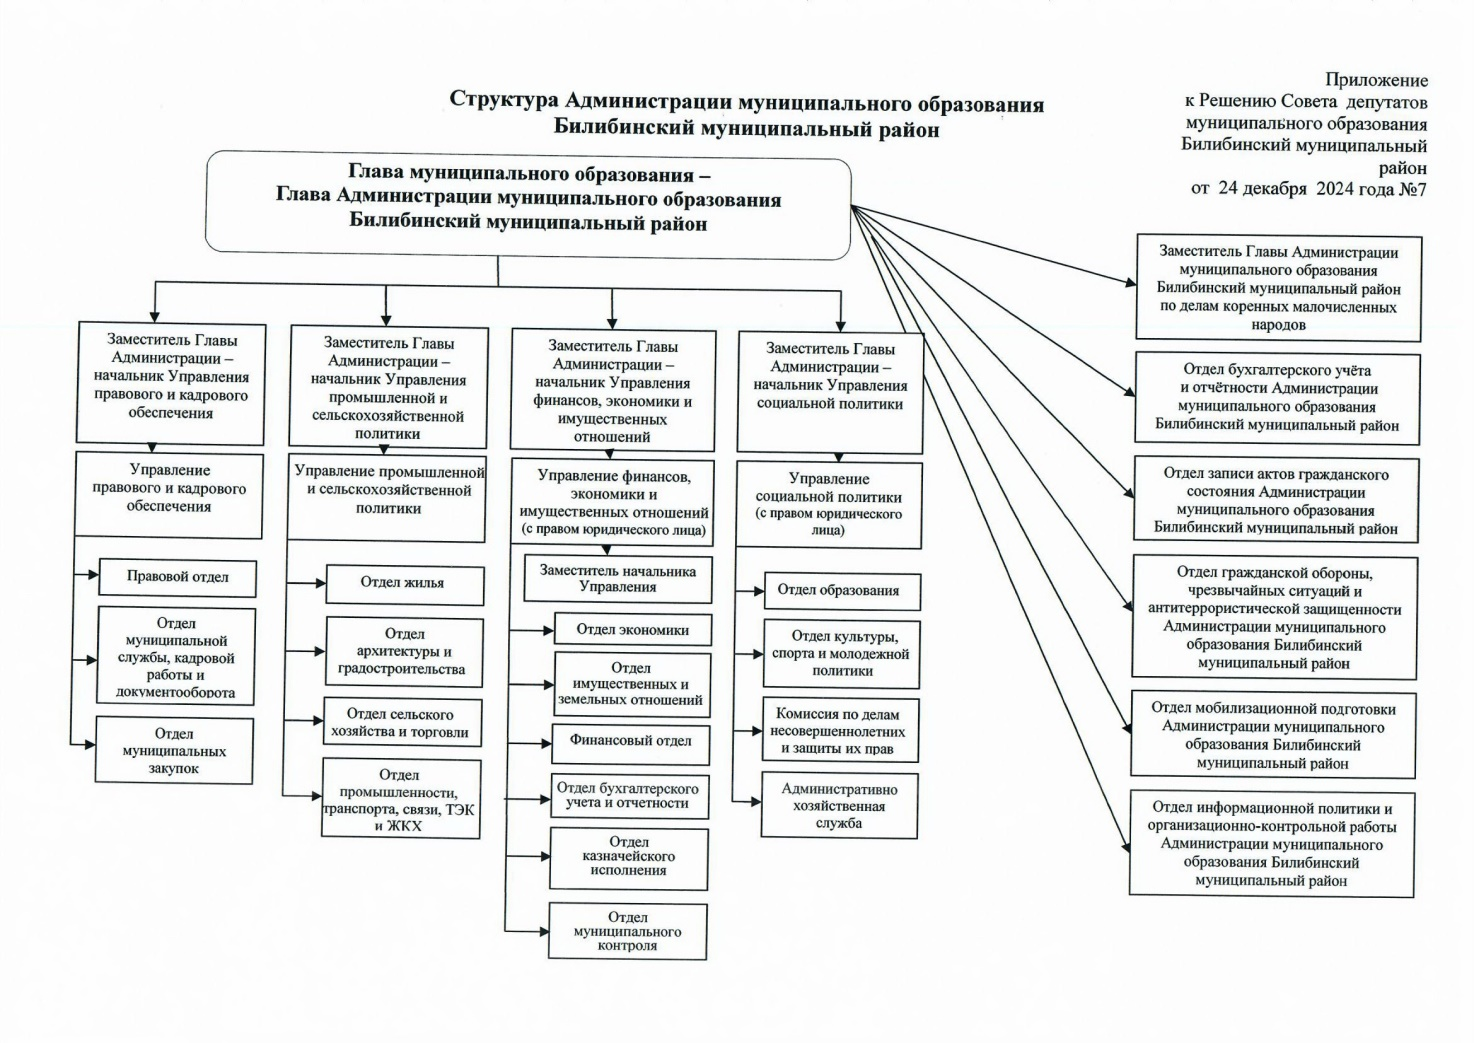 Приложение
к Решению Совета депутатов
муниципального образования
Билибинский муниципальный
район
от 24 декабря 2024 года №7
Структура Администрации муниципального образования
Билибинский муниципальный район
Глава муниципального образования –
Глава Администрации муниципального образования
Билибинский муниципальный район
Заместитель Главы
Администрации –
начальник Управления
правового и кадрового
обеспечения
Управление
правового и кадрового
обеспечения
Правовой отдел
Отдел
муниципальной
службы, кадровой
работы и
документооборота
Отдел
муниципальных
закупок
Заместитель Главы
Администрации –
начальник Управления
промышленной и
сельскохозяйственной
политики
Управление промышленной
и сельскохозяйственной
политики
Отдел жилья
Отдел
архитектуры и
градостроительства
Отдел сельского
хозяйства и торговли
Отдел
промышленности,
транспорта, связи, ТЭК
и ЖКХ
Заместитель Главы
Администрации –
начальник Управления
финансов, экономики и
имущественных
отношений
Управление финансов,
экономики и
имущественных отношений
(с правом юридического лица)
Заместитель начальника
Управления
Отдел экономики
Отдел
имущественных и
земельных отношений
Финансовый отдел
Отдел бухгалтерского
учета и отчетности
Отдел
казначейского
исполнения
Отдел
муниципального
контроля
Заместитель Главы
Администрации –
начальник Управления
социальной политики
Управление
социальной политики
(с правом юридического
лица)
Отдел образования
Отдел культуры,
спорта и молодежной
политики
Комиссия по делам
несовершеннолетних
и защиты их прав
Административно
хозяйственная
служба
Заместитель Главы Администрации
муниципального образования
Билибинский муниципальный район
по делам коренных малочисленных
народов
Отдел бухгалтерского учёта
и отчётности Администрации
муниципального образования
Билибинский муниципальный район
Отдел записи актов гражданского
состояния Администрации
муниципального образования
Билибинский муниципальный район
Отдел гражданской обороны,
чрезвычайных ситуаций и
антитеррористической защищенности
Администрации муниципального
образования Билибинский
муниципальный район
Отдел мобилизационной подготовки
Администрации муниципального
образования Билибинский
муниципальный район
Отдел информационной политики и
организационно-контрольной работы
Администрации муниципального
образования Билибинский
муниципальный район